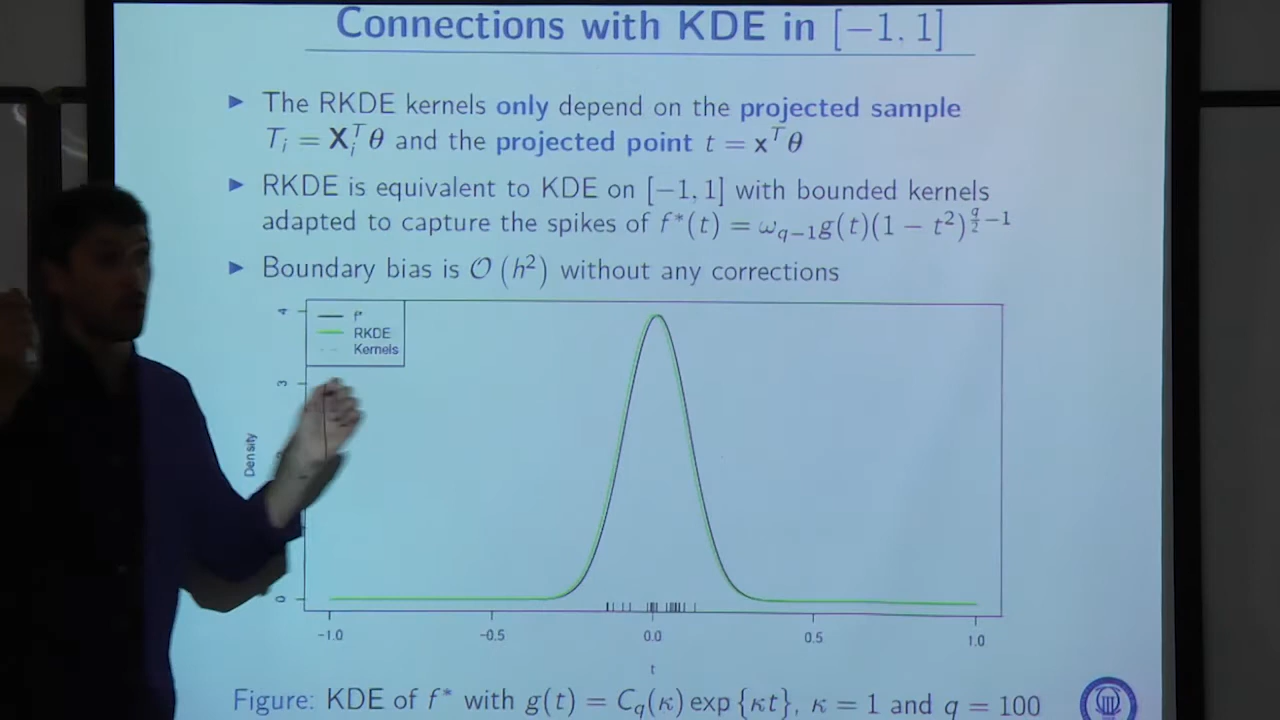 Connections with KDE in [−1, 1]
▶ The RKDE kernels only depend on the projected sample
Tᵢ = Xᵢᵀθ and the projected point t = xᵀθ
▶ RKDE is equivalent to KDE on [−1, 1] with bounded kernels
adapted to capture the spikes of f*(t) = ω_{q−1}g(t)(1 − t²)^{q/2−1}
▶ Boundary bias is O(h²) without any corrections
f*
RKDE
Kernels
4
3
0
Density
-1.0 -0.5 0.0 0.5 1.0
t
Figure: KDE of f* with g(t) = C_q(κ) exp {κt}, κ = 1 and q = 100